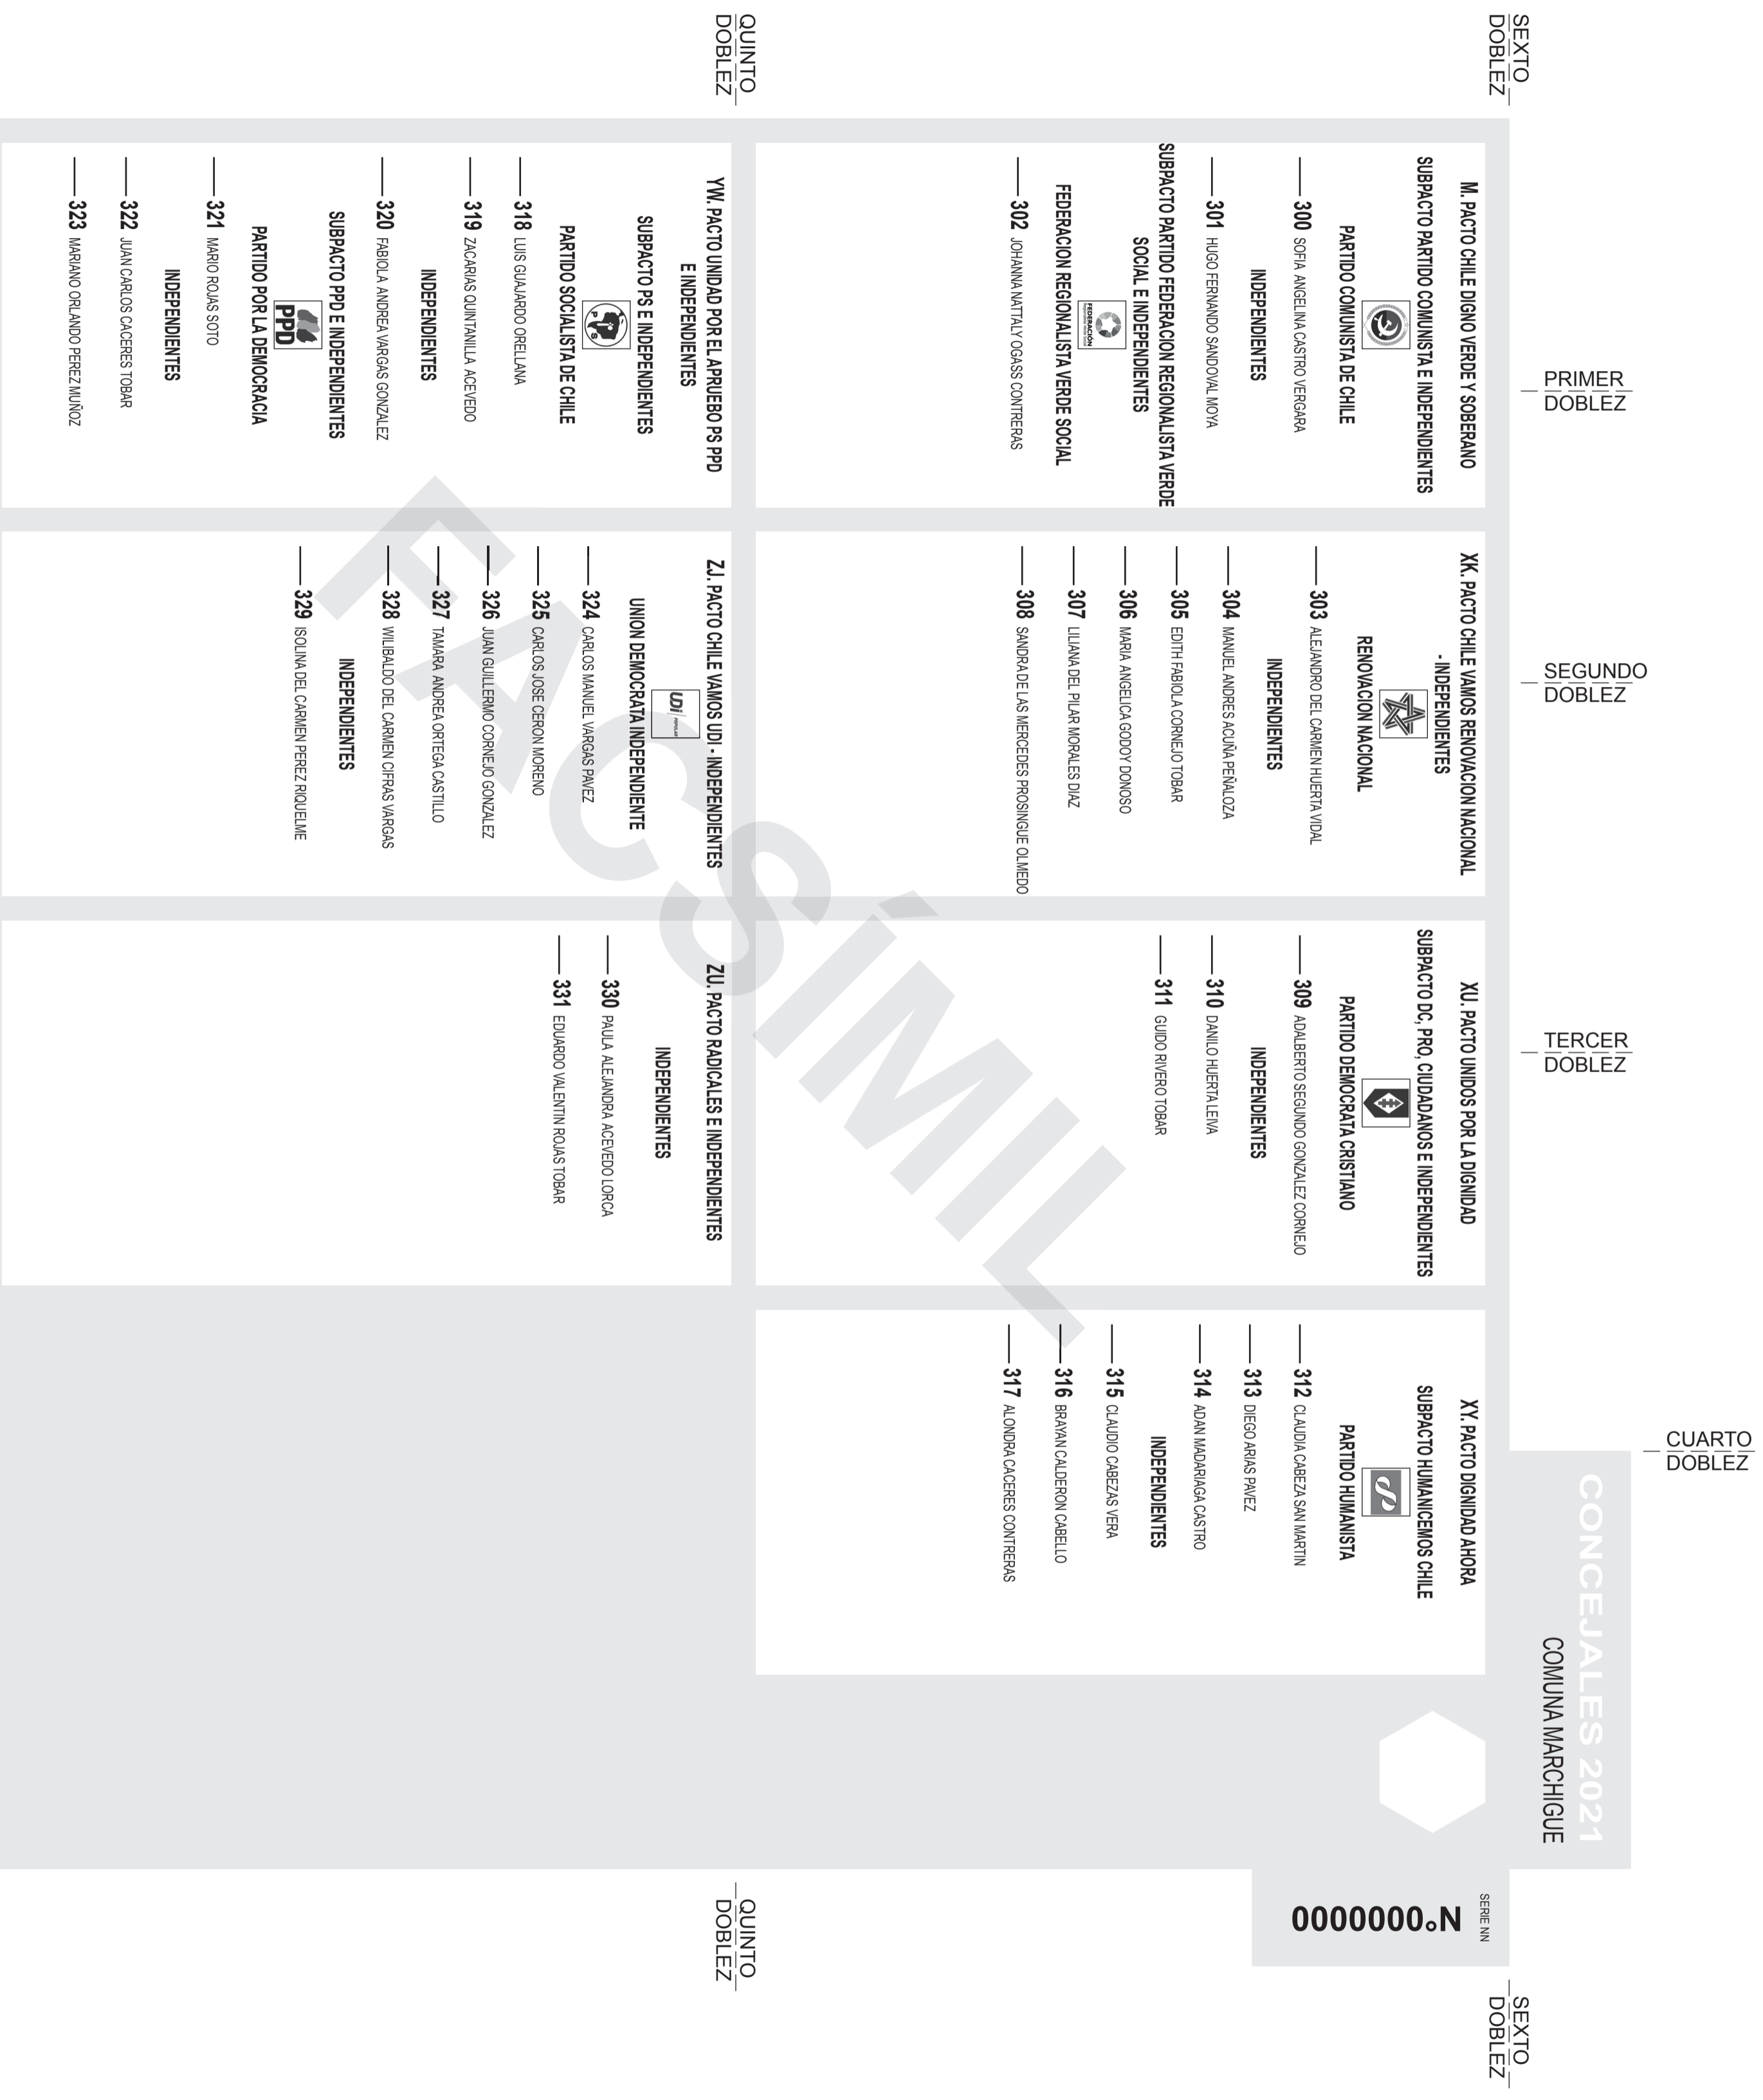 CONCEJALES 2021
COMUNA MARCHIGUE
SERIE NN
N°0000000
SEXTO
DOBLEZ
PRIMER
DOBLEZ
SEGUNDO
DOBLEZ
TERCER
DOBLEZ
CUARTO
DOBLEZ
SEXTO
DOBLEZ
M. PACTO CHILE DIGNO VERDE Y SOBERANO
SUBPACTO PARTIDO COMUNISTA E INDEPENDIENTES
PARTIDO COMUNISTA DE CHILE
300 SOFIA ANGELINA CASTRO VERGARA
INDEPENDIENTES
301 HUGO FERNANDO SANDOVAL MOYA
SUBPACTO PARTIDO FEDERACION REGIONALISTA VERDE
SOCIAL E INDEPENDIENTES
FEDERACIÓN
FEDERACION REGIONALISTA VERDE SOCIAL
302 JOHANNA NATTALY OGASS CONTRERAS
XK. PACTO CHILE VAMOS RENOVACION NACIONAL
- INDEPENDIENTES
RENOVACION NACIONAL
303 ALEJANDRO DEL CARMEN HUERTA VIDAL
INDEPENDIENTES
304 MANUEL ANDRES ACUÑA PEÑALOZA
305 EDITH FABIOLA CORNEJO TOBAR
306 MARIA ANGELICA GODOY DONOSO
307 LILIANA DEL PILAR MORALES DIAZ
308 SANDRA DE LAS MERCEDES PROSINGUE OLMEDO
XU. PACTO UNIDOS POR LA DIGNIDAD
SUBPACTO DC, PRO, CIUDADANOS E INDEPENDIENTES
PARTIDO DEMOCRATA CRISTIANO
309 ADALBERTO SEGUNDO GONZALEZ CORNEJO
INDEPENDIENTES
310 DANILO HUERTA LEIVA
311 GUIDO RIVERO TOBAR
XY. PACTO DIGNIDAD AHORA
SUBPACTO HUMANICEMOS CHILE
PARTIDO HUMANISTA
312 CLAUDIA CABEZA SAN MARTIN
313 DIEGO ARIAS PAVEZ
314 ADAN MADARIAGA CASTRO
INDEPENDIENTES
315 CLAUDIO CABEZAS VERA
316 BRAYAN CALDERON CABELLO
317 ALONDRA CACERES CONTRERAS
QUINTO
DOBLEZ
QUINTO
DOBLEZ
YW. PACTO UNIDAD POR EL APRUEBO PS PPD
E INDEPENDIENTES
SUBPACTO PS E INDEPENDIENTES
PS
PARTIDO SOCIALISTA DE CHILE
318 LUIS GUAJARDO ORELLANA
319 ZACARIAS QUINTANILLA ACEVEDO
INDEPENDIENTES
320 FABIOLA ANDREA VARGAS GONZALEZ
SUBPACTO PPD E INDEPENDIENTES
PPD
PARTIDO POR LA DEMOCRACIA
321 MARIO ROJAS SOTO
INDEPENDIENTES
322 JUAN CARLOS CACERES TOBAR
323 MARIANO ORLANDO PEREZ MUÑOZ
ZJ. PACTO CHILE VAMOS UDI - INDEPENDIENTES
UDi POPULAR
UNION DEMOCRATA INDEPENDIENTE
324 CARLOS MANUEL VARGAS PAVEZ
325 CARLOS JOSE CERON MORENO
326 JUAN GUILLERMO CORNEJO GONZALEZ
327 TAMARA ANDREA ORTEGA CASTILLO
328 WILIBALDO DEL CARMEN CIFRAS VARGAS
INDEPENDIENTES
329 ISOLINA DEL CARMEN PEREZ RIQUELME
ZU. PACTO RADICALES E INDEPENDIENTES
INDEPENDIENTES
330 PAULA ALEJANDRA ACEVEDO LORCA
331 EDUARDO VALENTIN ROJAS TOBAR
FACSÍMIL